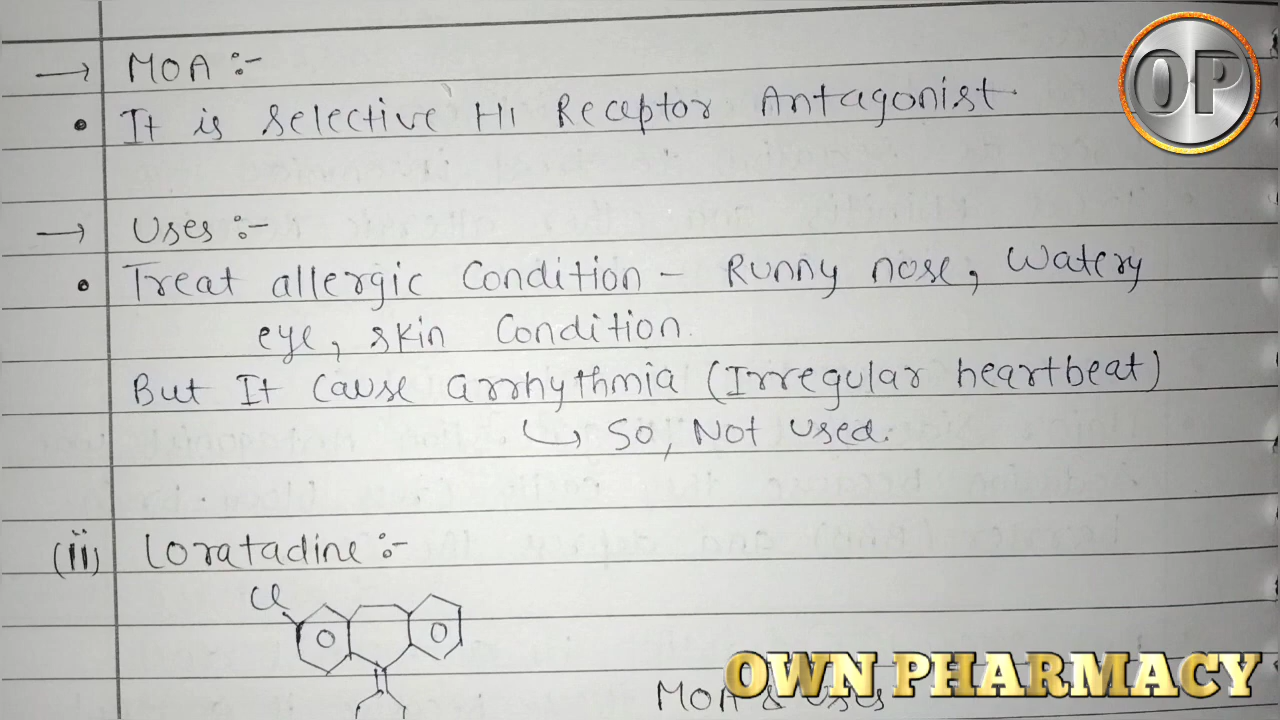 OP
→ MOA :-
• It is selective H1 Receptor Antagonist.
→ Uses :-
• Treat allergic Condition - Runny nose, Watery
eye, skin Condition.
But It Cause arrhythmia (Irregular heartbeat)
↳ So, Not used.
(ii) Loratadine :-
Cl
MOA & Uses
OWN PHARMACY